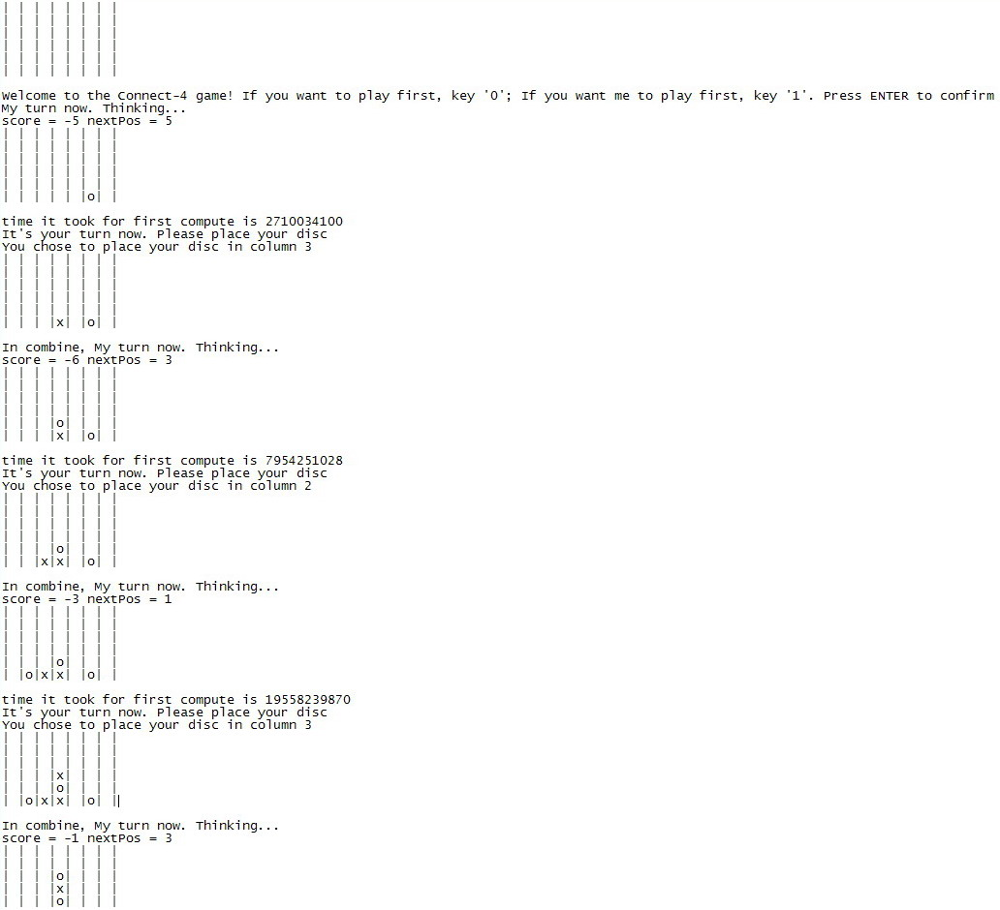 | | | | | | | |
| | | | | | | |
| | | | | | | |
| | | | | | | |
| | | | | | | |
| | | | | | | |
Welcome to the Connect-4 game! If you want to play first, key '0'; If you want me to play first, key '1'. Press ENTER to confirm
My turn now. Thinking...
score = -5 nextPos = 5
| | | | | | | |
| | | | | | | |
| | | | | | | |
| | | | | | | |
| | | | | | | |
| | | | | |o| |
time it took for first compute is 2710034100
It's your turn now. Please place your disc
You chose to place your disc in column 3
| | | | | | | |
| | | | | | | |
| | | | | | | |
| | | | | | | |
| | | | | | | |
| | | |x| |o| |
In combine, My turn now. Thinking...
score = -6 nextPos = 3
| | | | | | | |
| | | | | | | |
| | | | | | | |
| | | | | | | |
| | | |o| | | |
| | | |x| |o| |
time it took for first compute is 7954251028
It's your turn now. Please place your disc
You chose to place your disc in column 2
| | | | | | | |
| | | | | | | |
| | | | | | | |
| | | | | | | |
| | | |o| | | |
| | |x|x| |o| |
In combine, My turn now. Thinking...
score = -3 nextPos = 1
| | | | | | | |
| | | | | | | |
| | | | | | | |
| | | | | | | |
| | | |o| | | |
| |o|x|x| |o| |
time it took for first compute is 19558239870
It's your turn now. Please place your disc
You chose to place your disc in column 3
| | | | | | | |
| | | | | | | |
| | | | | | | |
| | | |x| | | |
| | | |o| | | |
| |o|x|x| |o| |
In combine, My turn now. Thinking...
score = -1 nextPos = 3
| | | | | | | |
| | | | | | | |
| | | |o| | | |
| | | |x| | | |
| | | |o| | | |